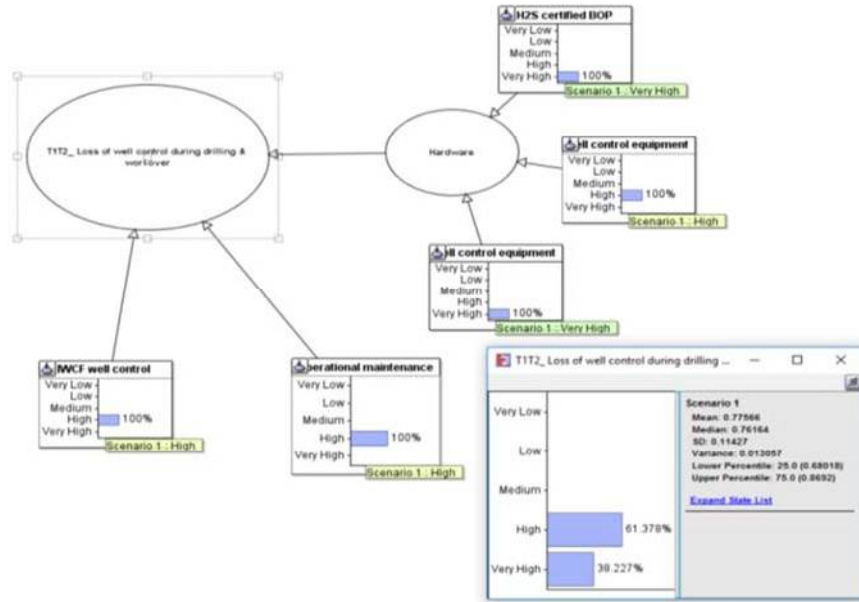 H2S certified BOP
Very Low
Low
Medium
High
Very High
100%
Scenario 1 : Very High
T1T2_ Loss of well control during drilling &
workover
Hardware
ll control equipment
Very Low
Low
Medium
High
Very High
100%
Scenario 1 : High
ll control equipment
Very Low
Low
Medium
High
Very High
100%
Scenario 1 : Very High
IWCF well control
Very Low
Low
Medium
High
Very High
100%
Scenario 1 : High
perational maintenance
Very Low
Low
Medium
High
Very High
100%
Scenario 1 : High
T1T2_ Loss of well control during drilling ...
Very Low
Low
Medium
High
Very High
61.378%
38.227%
Scenario 1
Mean: 0.77566
Median: 0.76164
SD: 0.11427
Variance: 0.013057
Lower Percentile: 25.0 (0.68018)
Upper Percentile: 75.0 (0.8692)
Expand State List